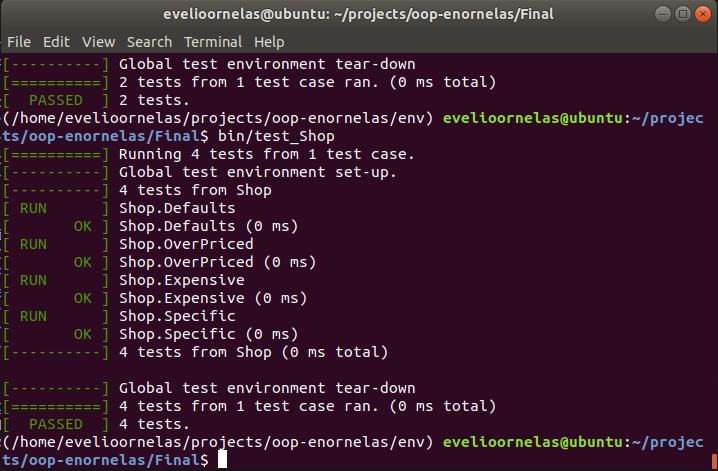 evelioornelas@ubuntu: ~/projects/oop-enornelas/Final
File Edit View Search Terminal Help
[----------] Global test environment tear-down
[==========] 2 tests from 1 test case ran. (0 ms total)
[  PASSED  ] 2 tests.
(/home/evelioornelas/projects/oop-enornelas/env) evelioornelas@ubuntu:~/projec
ts/oop-enornelas/Final$ bin/test_Shop
[==========] Running 4 tests from 1 test case.
[----------] Global test environment set-up.
[----------] 4 tests from Shop
[ RUN      ] Shop.Defaults
[       OK ] Shop.Defaults (0 ms)
[ RUN      ] Shop.OverPriced
[       OK ] Shop.OverPriced (0 ms)
[ RUN      ] Shop.Expensive
[       OK ] Shop.Expensive (0 ms)
[ RUN      ] Shop.Specific
[       OK ] Shop.Specific (0 ms)
[----------] 4 tests from Shop (0 ms total)
[----------] Global test environment tear-down
[==========] 4 tests from 1 test case ran. (0 ms total)
[  PASSED  ] 4 tests.
(/home/evelioornelas/projects/oop-enornelas/env) evelioornelas@ubuntu:~/projec
ts/oop-enornelas/Final$